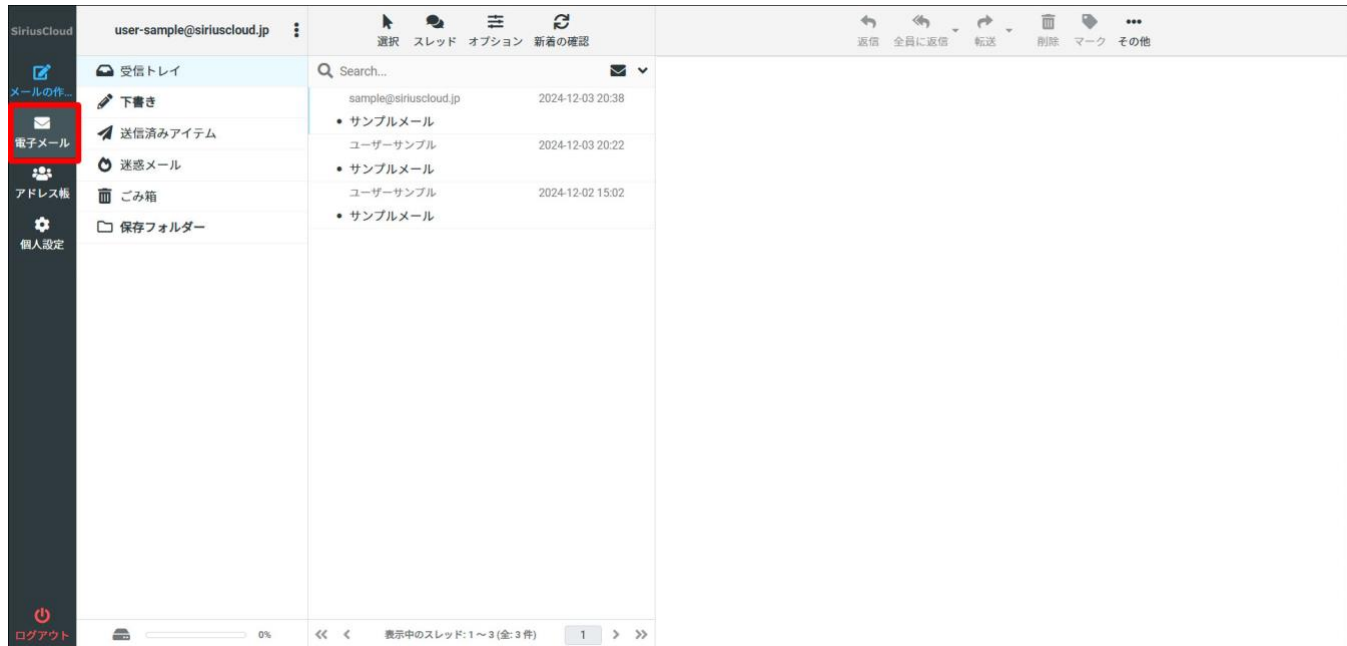 SiriusCloud
メールの作...
電子メール
アドレス帳
個人設定
ログアウト
user-sample@siriuscloud.jp
受信トレイ
下書き
送信済みアイテム
迷惑メール
ごみ箱
保存フォルダー
0%
選択 スレッド オプション 新着の確認
Search...
sample@siriuscloud.jp 2024-12-03 20:38
• サンプルメール
ユーザーサンプル 2024-12-03 20:22
• サンプルメール
ユーザーサンプル 2024-12-02 15:02
• サンプルメール
表示中のスレッド: 1 ~ 3 (全: 3 件) 1
返信 全員に返信 転送 削除 マーク その他